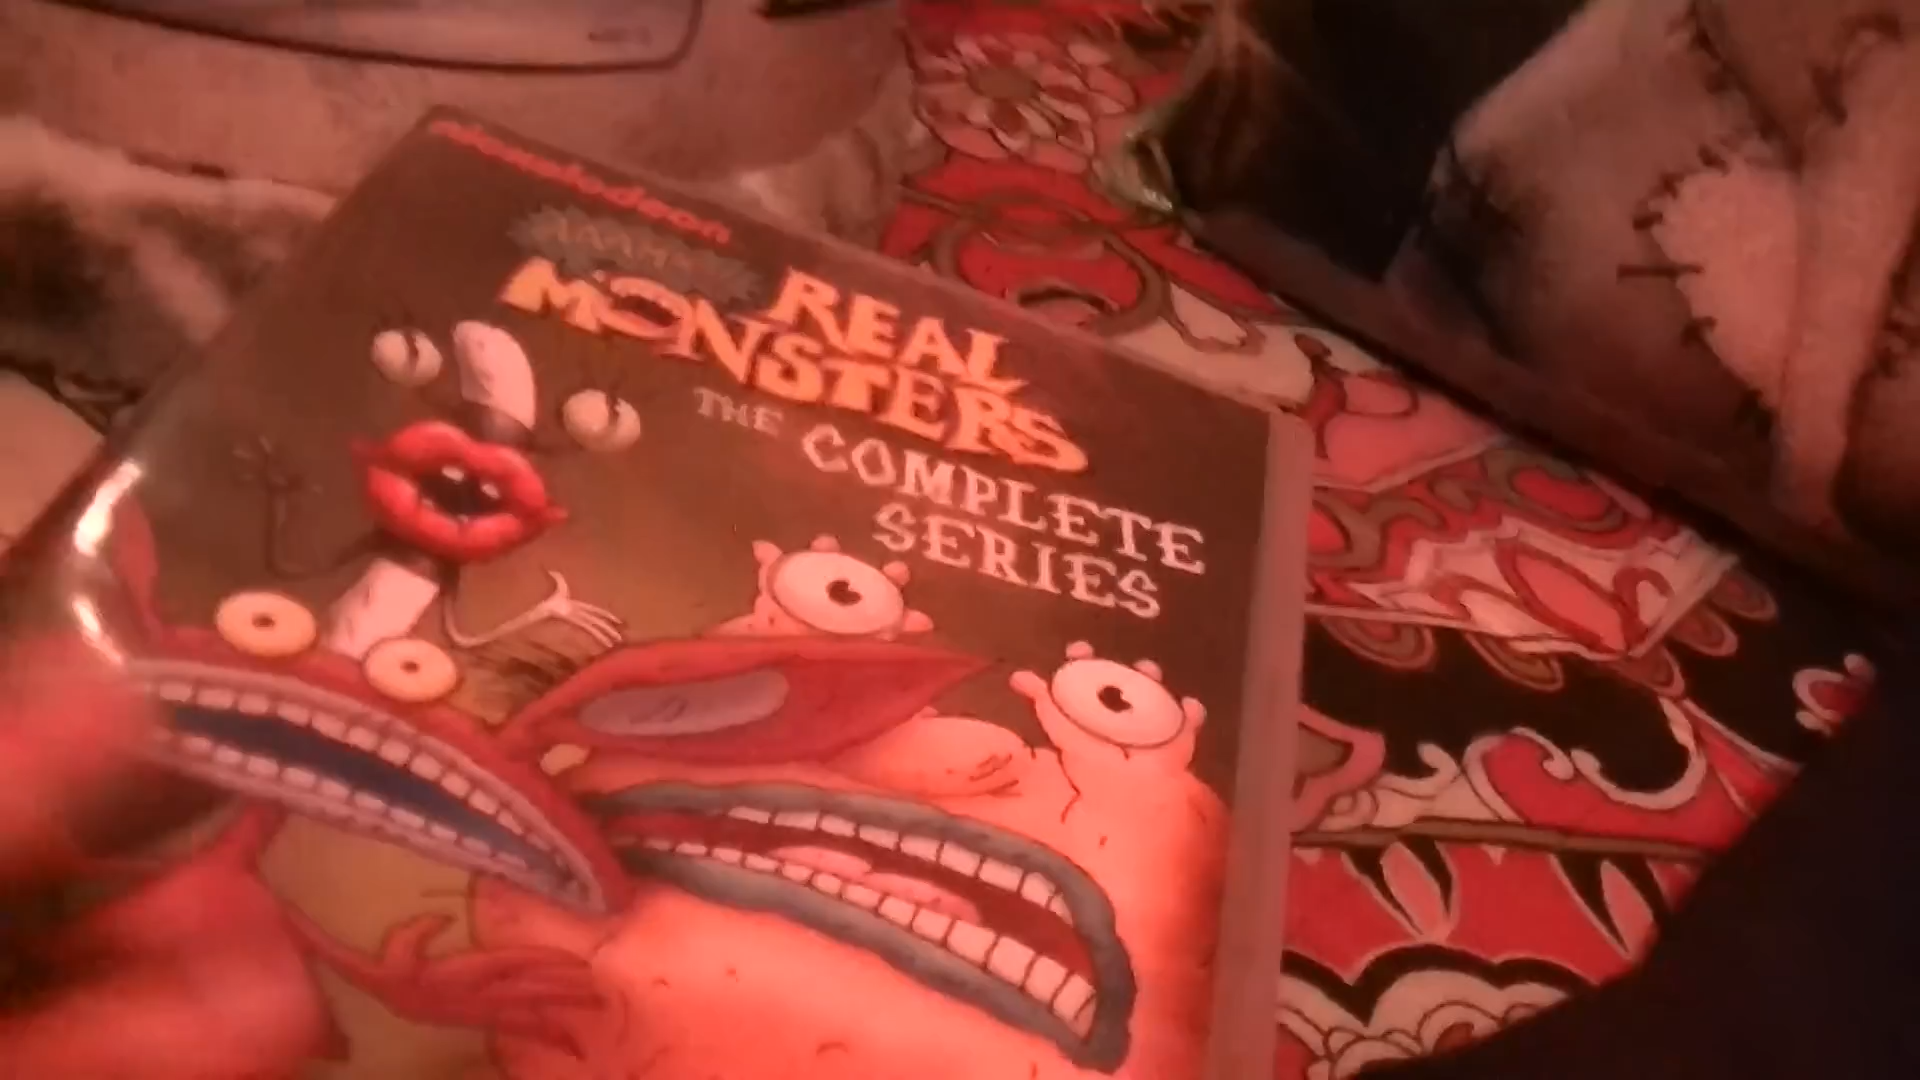 nickelodeon
AAAHH!!!
REAL
MONSTERS
THE COMPLETE
SERIES